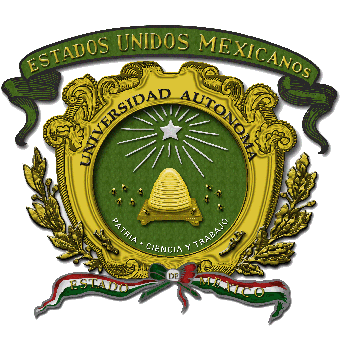 ESTADOS UNIDOS MEXICANOS
UNIVERSIDAD AUTONOMA
PATRIA • CIENCIA Y TRABAJO
ESTADO DE MEXICO